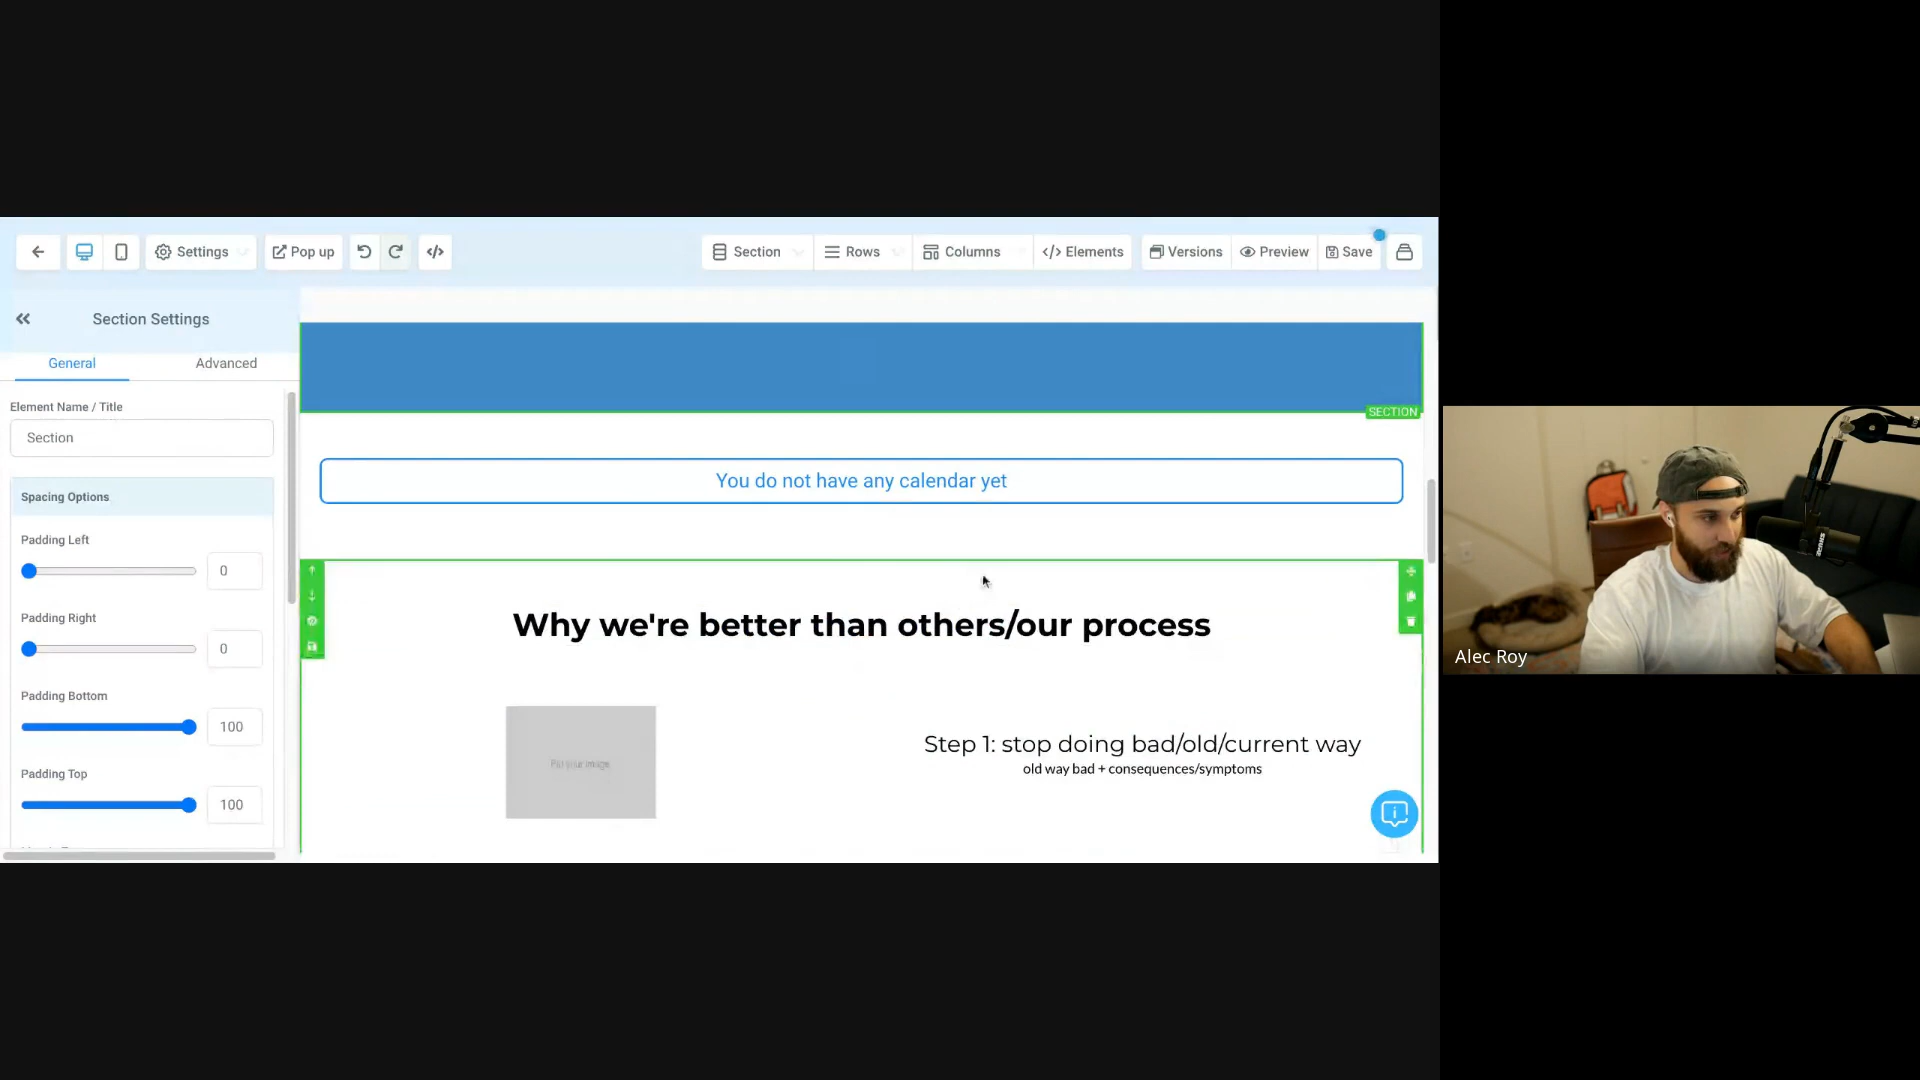 Settings
Pop up
</>
Section
Rows
Columns
</> Elements
Versions
Preview
Save
Section Settings
General
Advanced
Element Name / Title
Section
Spacing Options
Padding Left
0
Padding Right
0
Padding Bottom
100
Padding Top
100
SECTION
You do not have any calendar yet
Why we're better than others/our process
Put your image
Step 1: stop doing bad/old/current way
old way bad + consequences/symptoms
Alec Roy